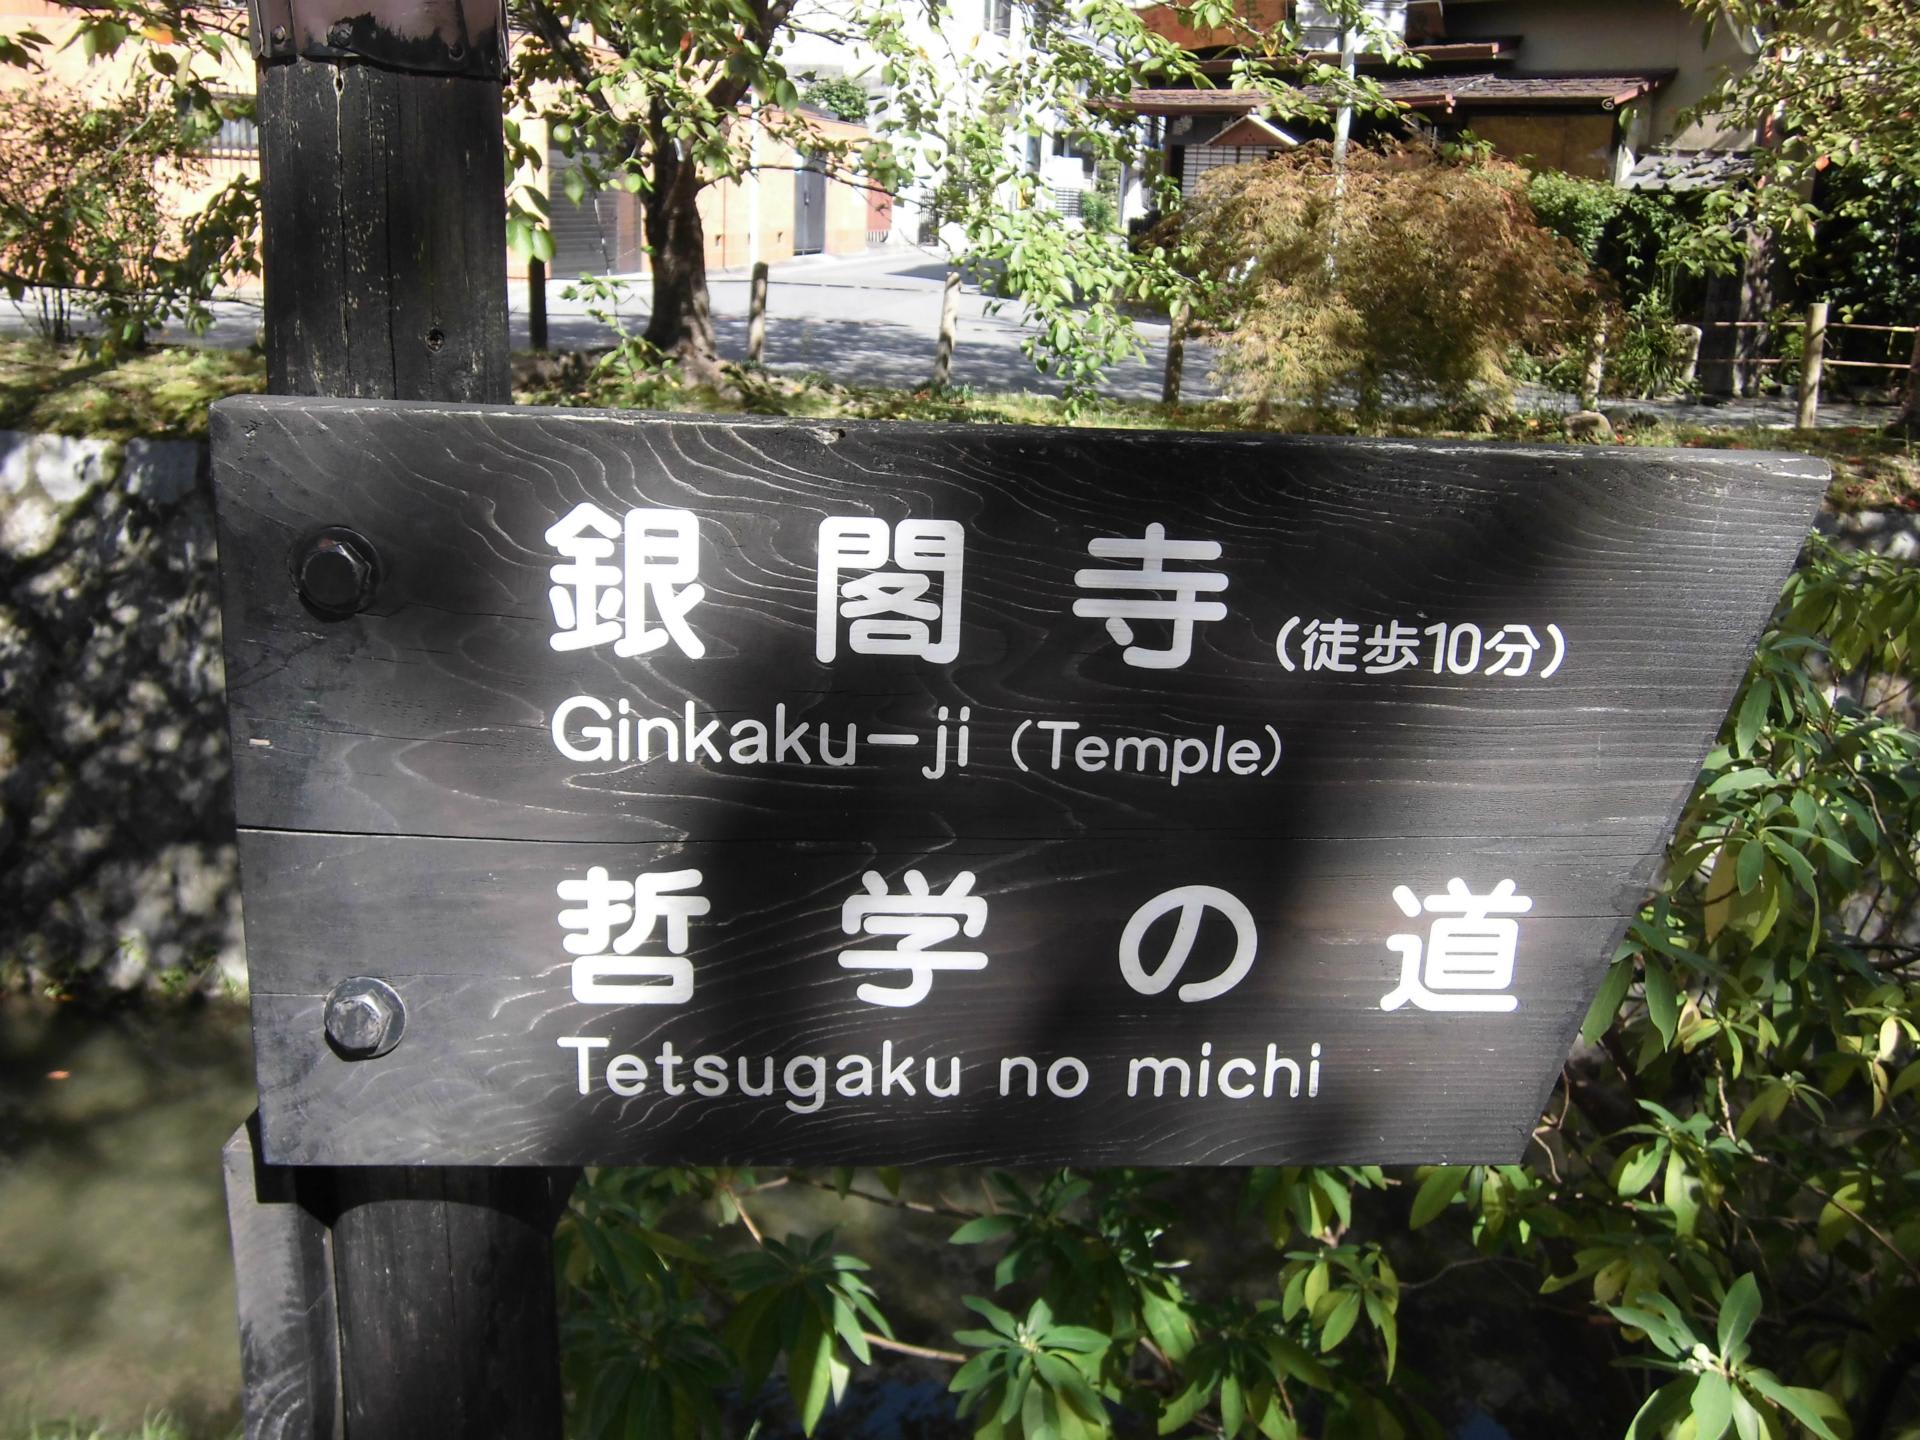 銀閣寺(徒歩10分)
Ginkaku-ji (Temple)
哲学の道
Tetsugaku no michi